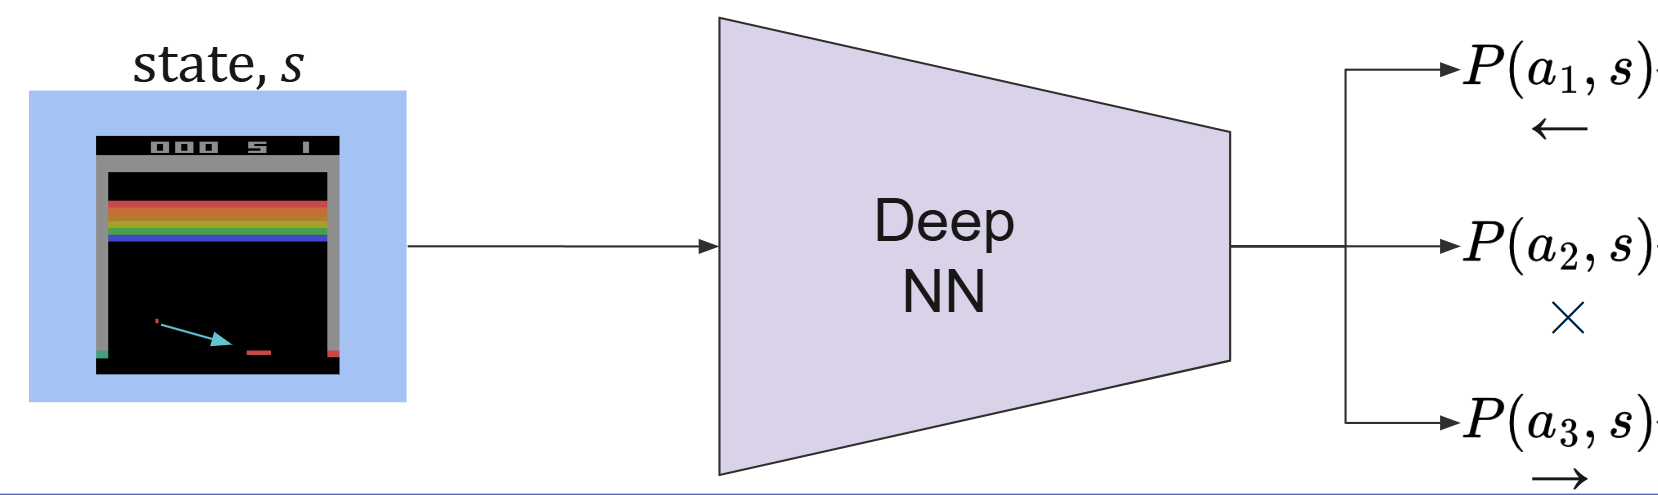 state, s
000 5 1
Deep
NN
P(a₁, s)
←
P(a₂, s)
×
P(a₃, s)
→